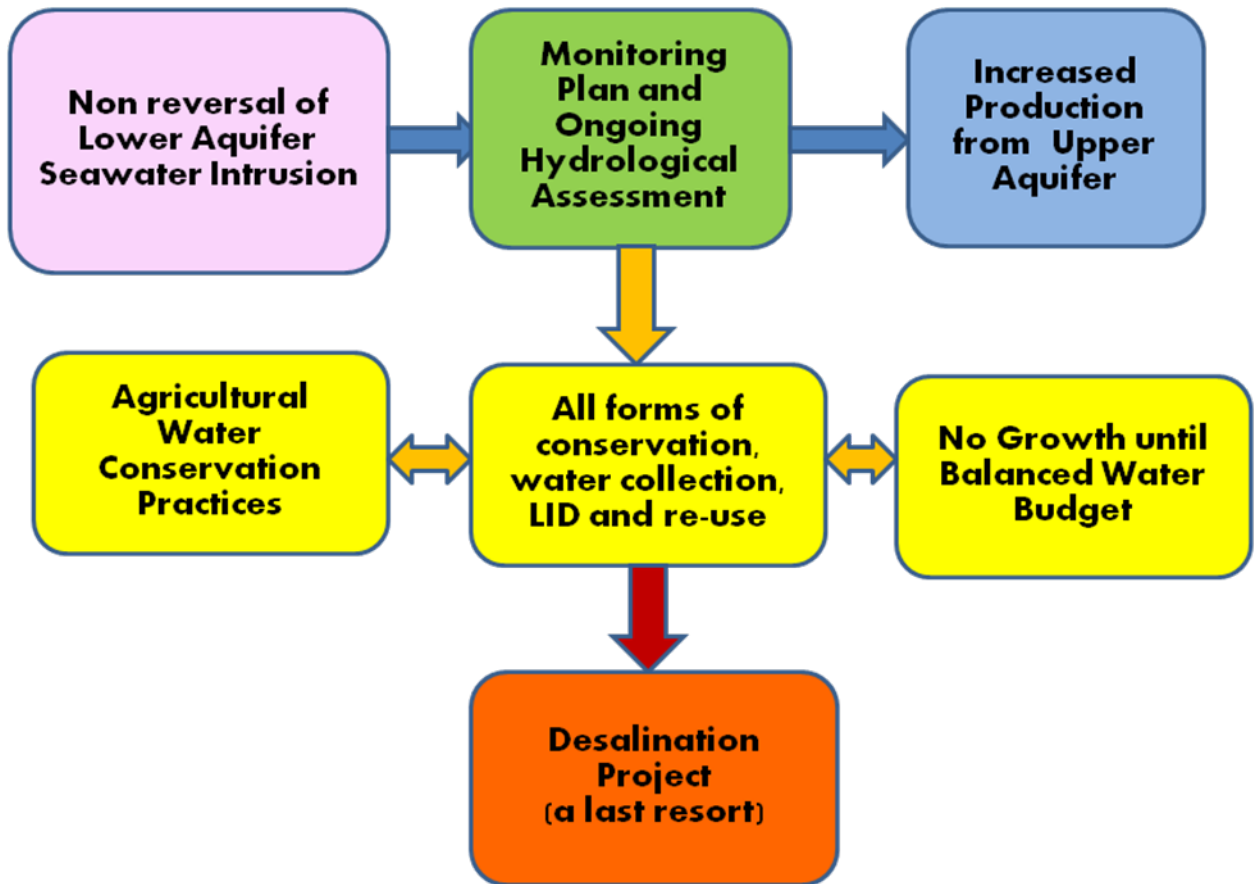 Non reversal of
Lower Aquifer
Seawater Intrusion
Monitoring
Plan and
Ongoing
Hydrological
Assessment
Increased
Production
from Upper
Aquifer
Agricultural
Water
Conservation
Practices
All forms of
conservation,
water collection,
LID and re-use
No Growth until
Balanced Water
Budget
Desalination
Project
(a last resort)